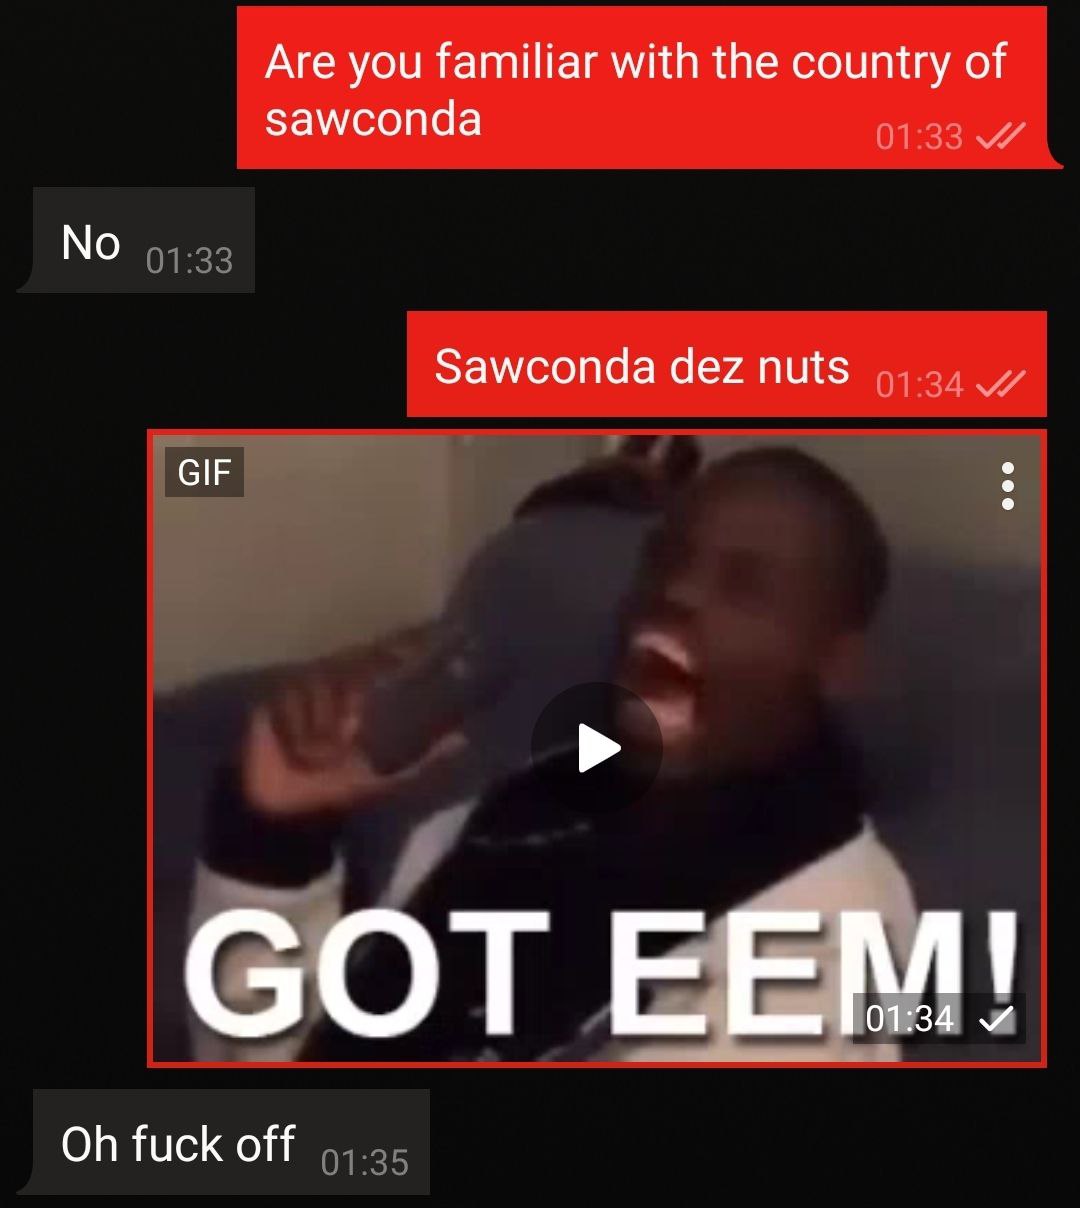 Are you familiar with the country of
sawconda
01:33
No 01:33
Sawconda dez nuts 01:34
GIF
GOT EEM!
01:34
Oh fuck off 01:35